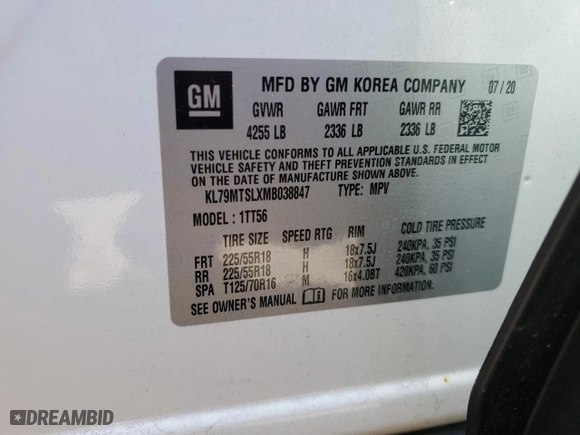 GM
MFD BY GM KOREA COMPANY 07/20
GVWR GAWR FRT GAWR RR
4255 LB 2336 LB 2336 LB
THIS VEHICLE CONFORMS TO ALL APPLICABLE U.S. FEDERAL MOTOR
VEHICLE SAFETY AND THEFT PREVENTION STANDARDS IN EFFECT
ON THE DATE OF MANUFACTURE SHOWN ABOVE.
KL79MTSLXMB038847 TYPE: MPV
MODEL: 1TT56
TIRE SIZE SPEED RTG RIM COLD TIRE PRESSURE
FRT 225/55R18 H 18x7.5J 240KPA, 35 PSI
RR 225/55R18 H 18x7.5J 240KPA, 35 PSI
SPA T125/70R16 M 16x4.0BT 420KPA, 60 PSI
SEE OWNER'S MANUAL i FOR MORE INFORMATION.
DREAMBID